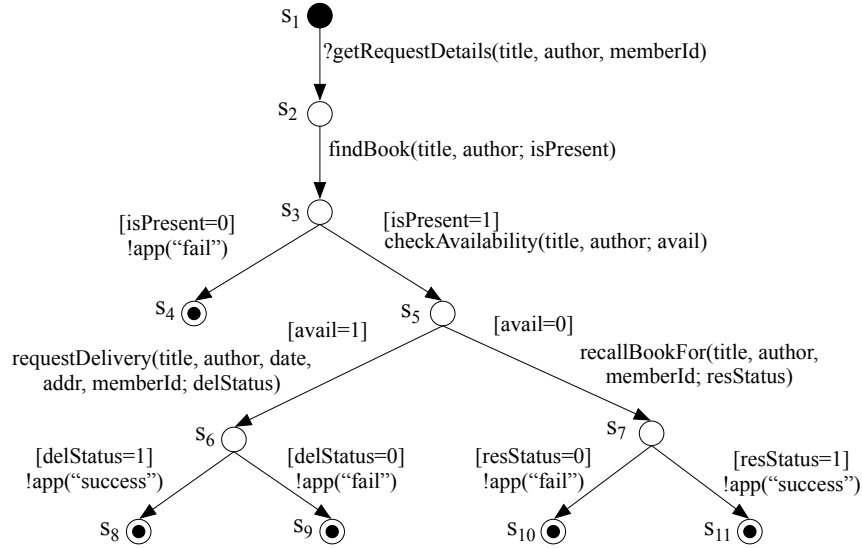 s1
?getRequestDetails(title, author, memberId)
s2
findBook(title, author; isPresent)
s3
[isPresent=0]
!app(“fail”)
[isPresent=1]
checkAvailability(title, author; avail)
s4
s5
[avail=1]
requestDelivery(title, author, date,
addr, memberId; delStatus)
[avail=0]
recallBookFor(title, author,
memberId; resStatus)
s6
s7
[delStatus=1]
!app(“success”)
[delStatus=0]
!app(“fail”)
[resStatus=0]
!app(“fail”)
[resStatus=1]
!app(“success”)
s8
s9
s10
s11